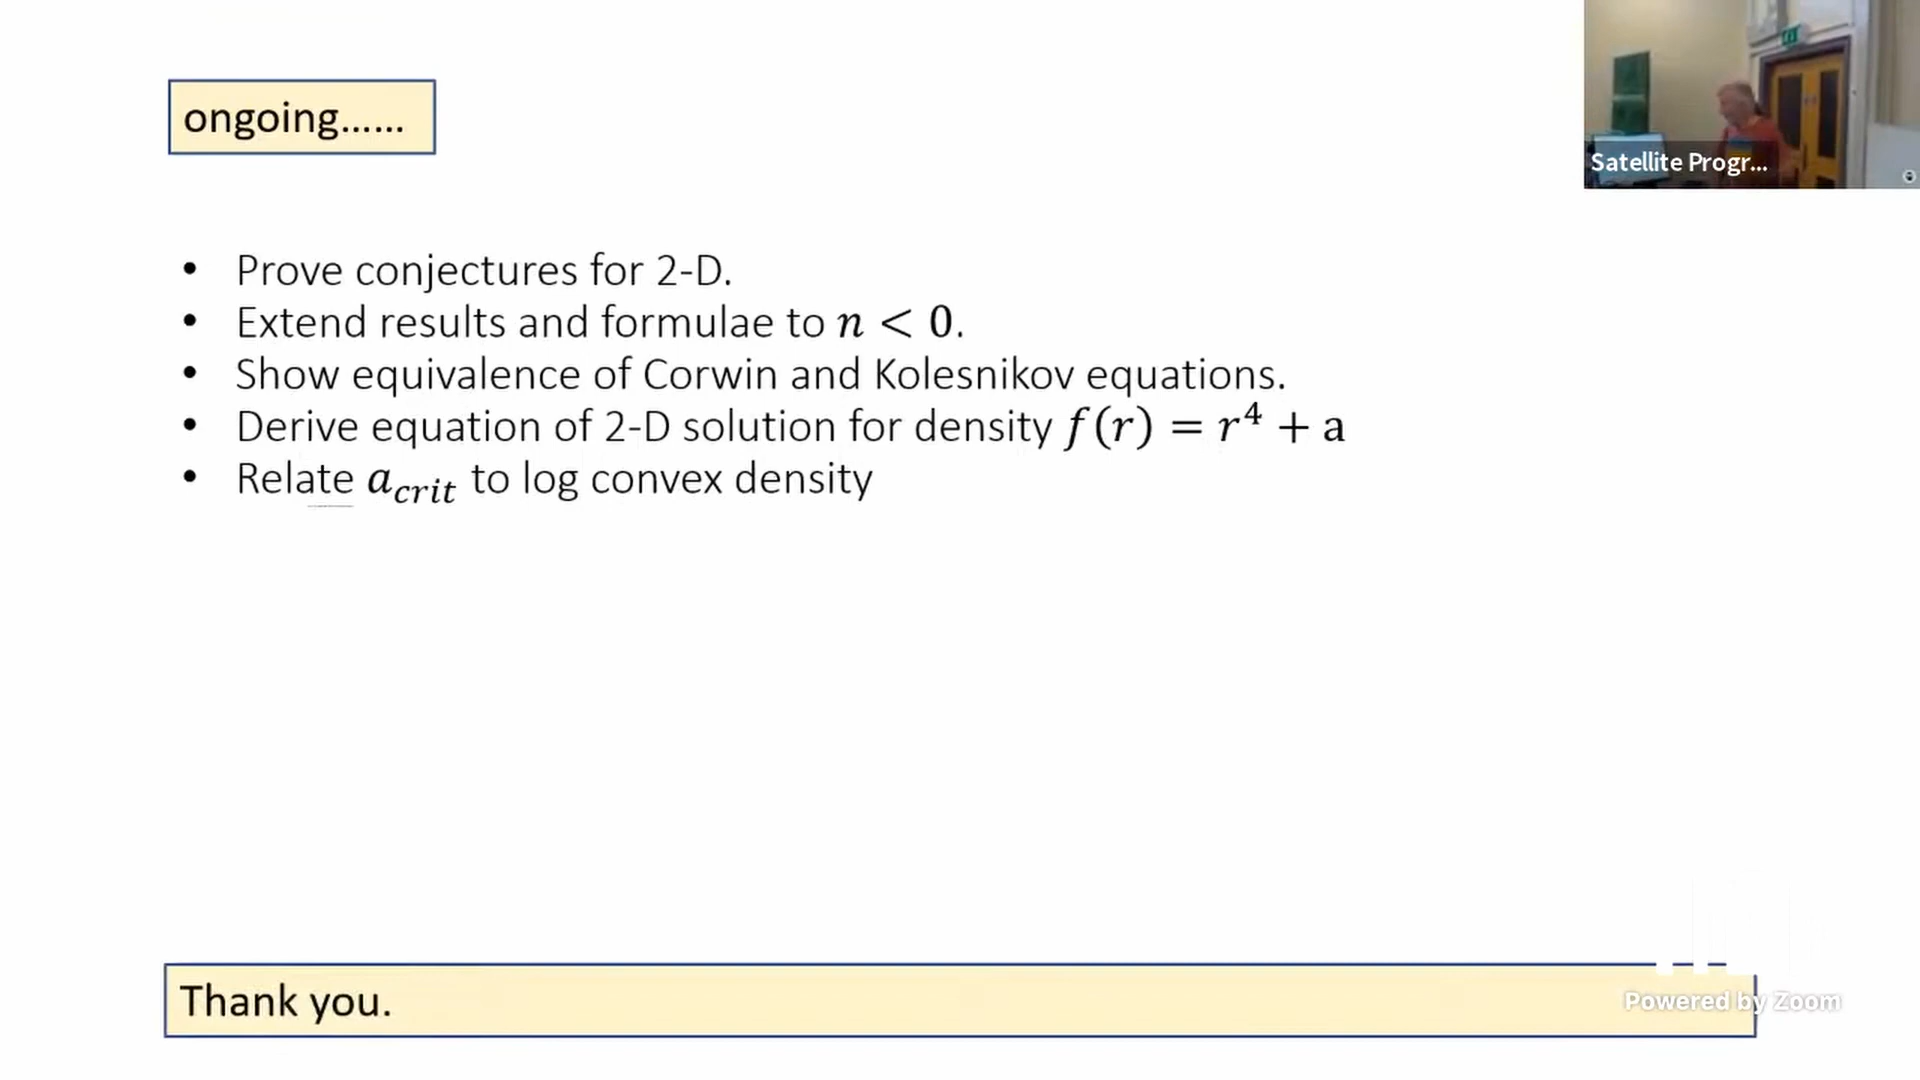 ongoing......
Satellite Progr...
• Prove conjectures for 2-D.
• Extend results and formulae to n < 0.
• Show equivalence of Corwin and Kolesnikov equations.
• Derive equation of 2-D solution for density f(r) = r⁴ + a
• Relate a_crit to log convex density
Thank you.
Powered by Zoom